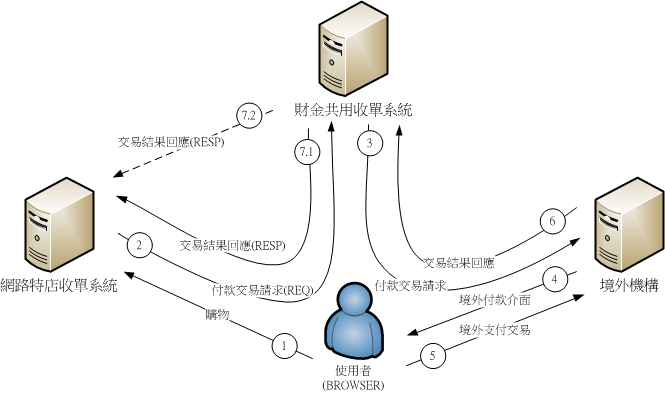 財金共用收單系統
7.2
交易結果回應(RESP)
7.1
3
6
2
交易結果回應(RESP)
交易結果回應
4
網路特店收單系統
付款交易請求(REQ)
付款交易請求
境外機構
境外付款介面
購物
境外支付交易
1
5
使用者
(BROWSER)